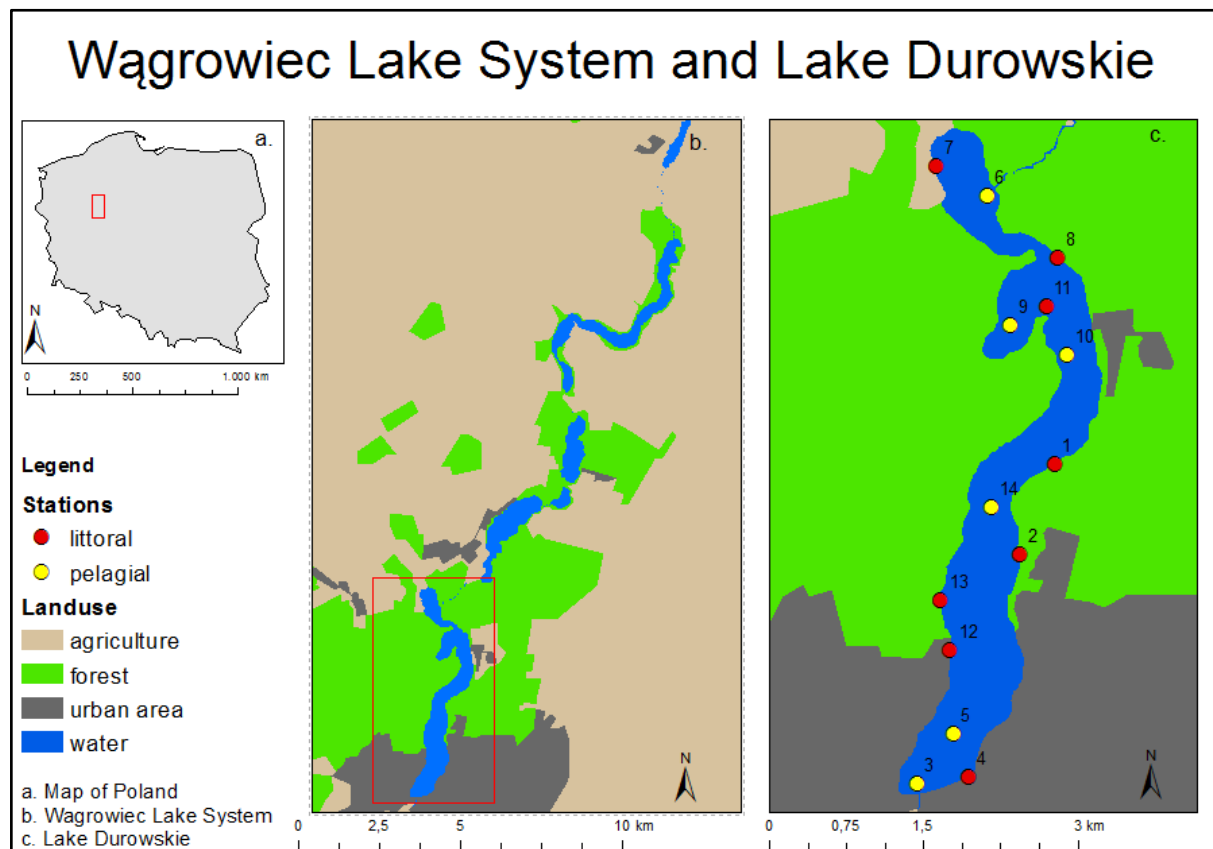 Wągrowiec Lake System and Lake Durowskie
a.
N
0 250 500 1.000 km
Legend
Stations
littoral
pelagial
Landuse
agriculture
forest
urban area
water
a. Map of Poland
b. Wagrowiec Lake System
c. Lake Durowskie
b.
N
0 2,5 5 10 km
c.
7
6
8
11
9
10
1
14
2
13
12
5
3
4
N
0 0,75 1,5 3 km